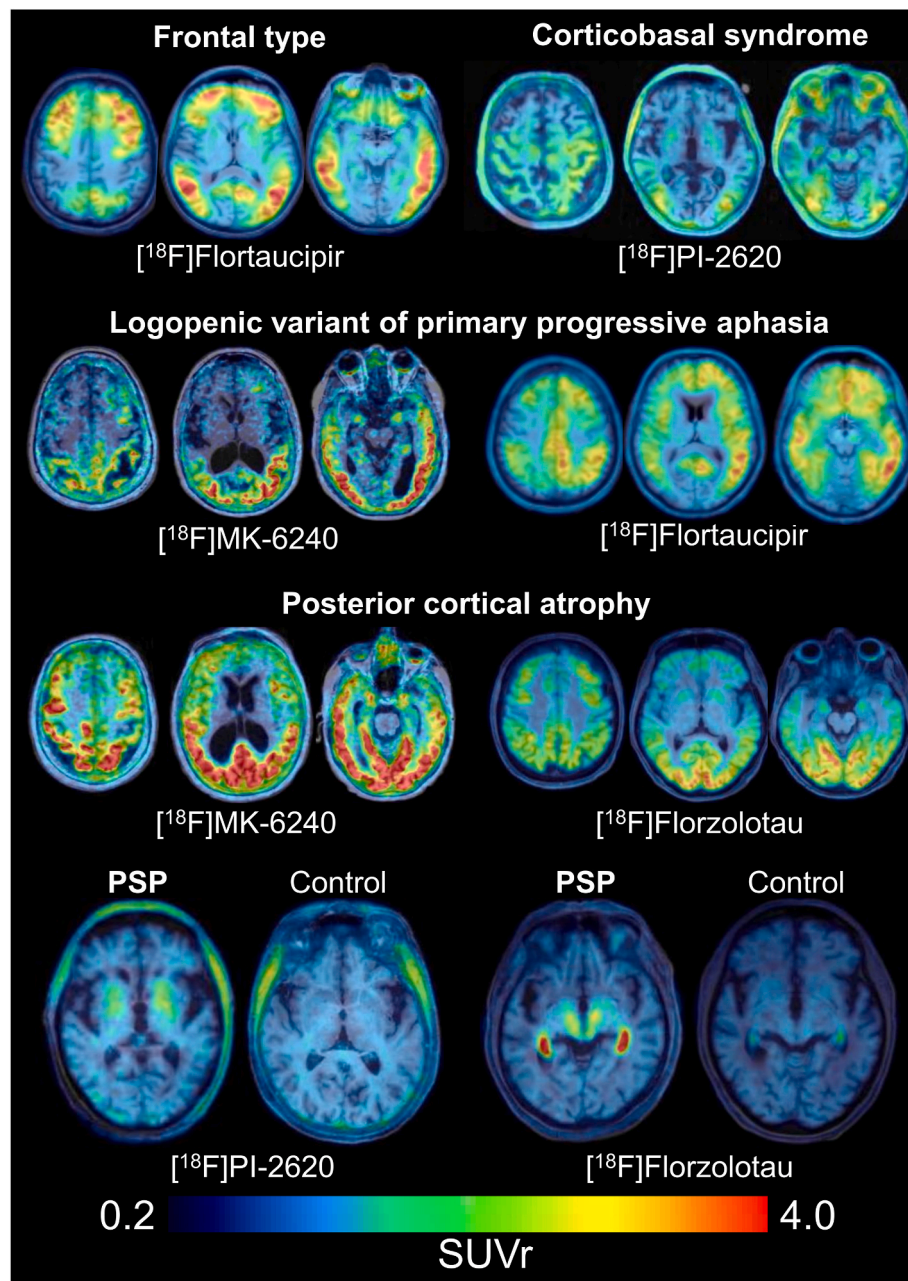 Frontal type
Corticobasal syndrome
[¹⁸F]Flortaucipir
[¹⁸F]PI-2620
Logopenic variant of primary progressive aphasia
[¹⁸F]MK-6240
[¹⁸F]Flortaucipir
Posterior cortical atrophy
[¹⁸F]MK-6240
[¹⁸F]Florzolotau
PSP
Control
PSP
Control
[¹⁸F]PI-2620
[¹⁸F]Florzolotau
0.2
4.0
SUVr